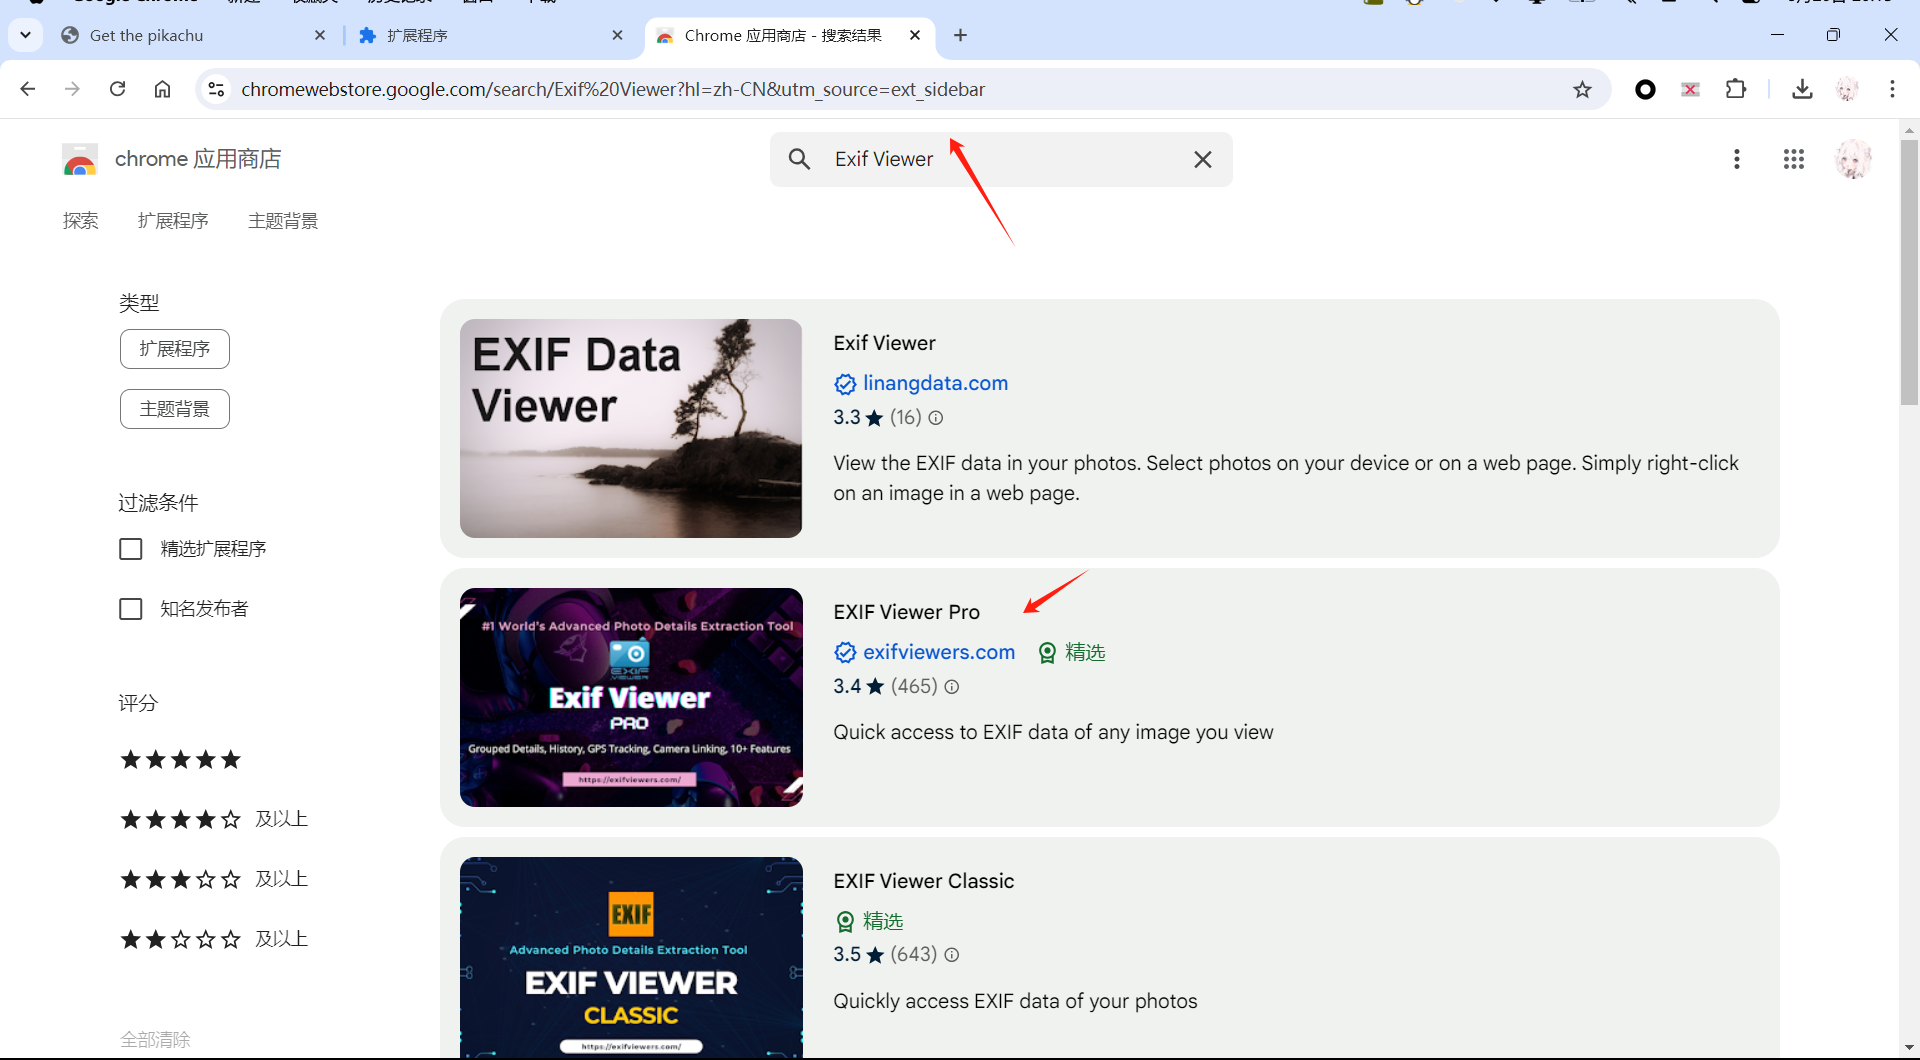 Get the pikachu
扩展程序
Chrome 应用商店 - 搜索结果
chromewebstore.google.com/search/Exif%20Viewer?hl=zh-CN&utm_source=ext_sidebar
chrome 应用商店
Exif Viewer
探索
扩展程序
主题背景
类型
扩展程序
主题背景
过滤条件
精选扩展程序
知名发布者
评分
及以上
及以上
及以上
全部清除
EXIF Data
Viewer
Exif Viewer
linangdata.com
3.3 ★ (16)
View the EXIF data in your photos. Select photos on your device or on a web page. Simply right-click
on an image in a web page.
#1 World's Advanced Photo Details Extraction Tool
EXIF
VIEWER
Exif Viewer
PRO
Grouped Details, History, GPS Tracking, Camera Linking, 10+ Features
https://exifviewers.com/
EXIF Viewer Pro
exifviewers.com
精选
3.4 ★ (465)
Quick access to EXIF data of any image you view
EXIF
Advanced Photo Details Extraction Tool
EXIF VIEWER
CLASSIC
https://exifviewers.com/
EXIF Viewer Classic
精选
3.5 ★ (643)
Quickly access EXIF data of your photos